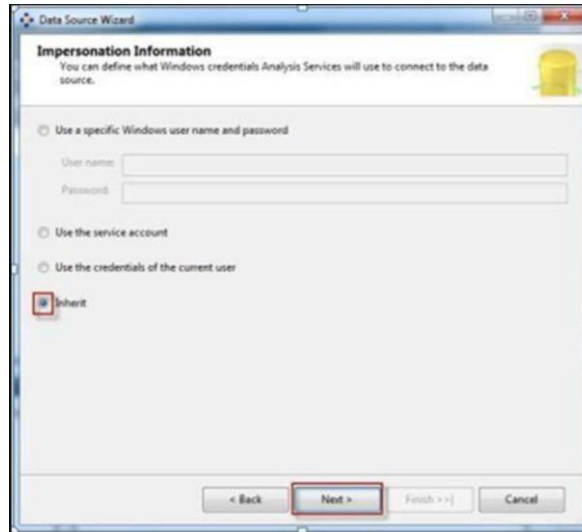 Data Source Wizard
Impersonation Information
You can define what Windows credentials Analysis Services will use to connect to the data
source.
Use a specific Windows user name and password
User name:
Password:
Use the service account
Use the credentials of the current user
Inherit
< Back
Next >
Finish >>|
Cancel